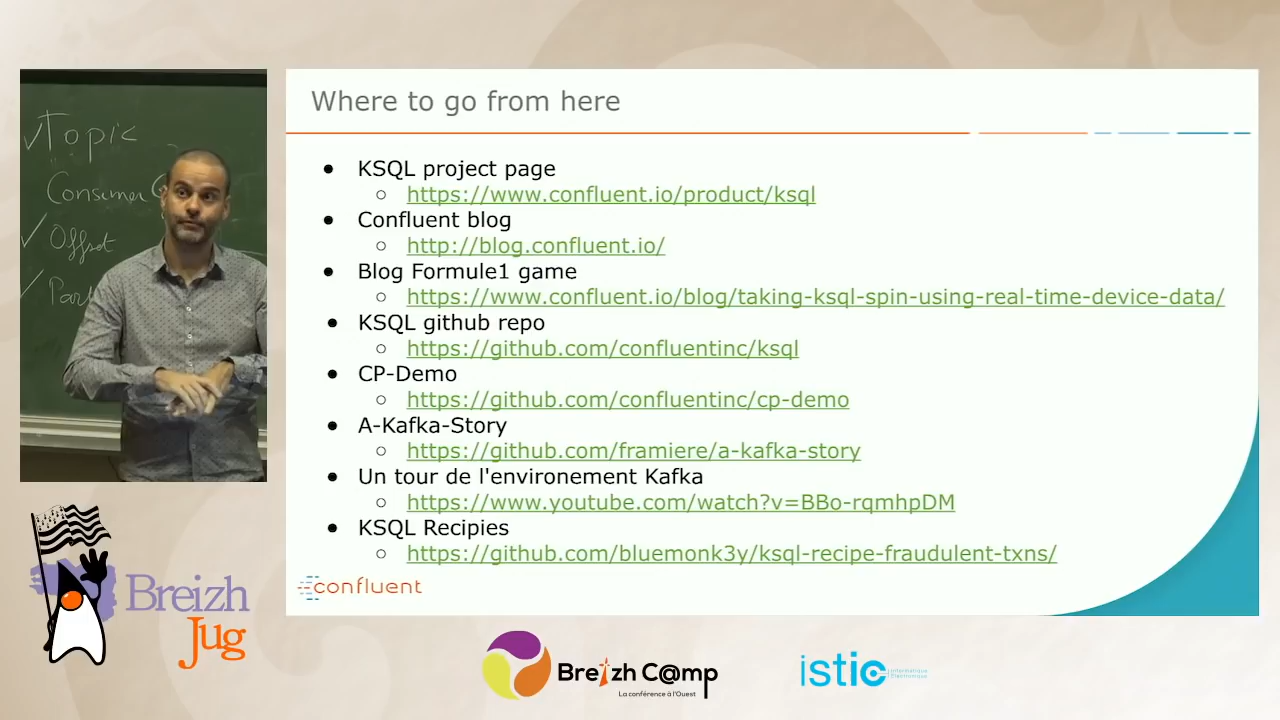 Topic
Consumer
Offset
Where to go from here
KSQL project page
https://www.confluent.io/product/ksql
Confluent blog
http://blog.confluent.io/
Blog Formule1 game
https://www.confluent.io/blog/taking-ksql-spin-using-real-time-device-data/
KSQL github repo
https://github.com/confluentinc/ksql
CP-Demo
https://github.com/confluentinc/cp-demo
A-Kafka-Story
https://github.com/framiere/a-kafka-story
Un tour de l'environement Kafka
https://www.youtube.com/watch?v=BBo-rqmhpDM
KSQL Recipies
https://github.com/bluemonk3y/ksql-recipe-fraudulent-txns/
confluent
Breizh
Jug
Breizh C@mp
La conférence à l'Ouest
istic
Informatique
Électronique